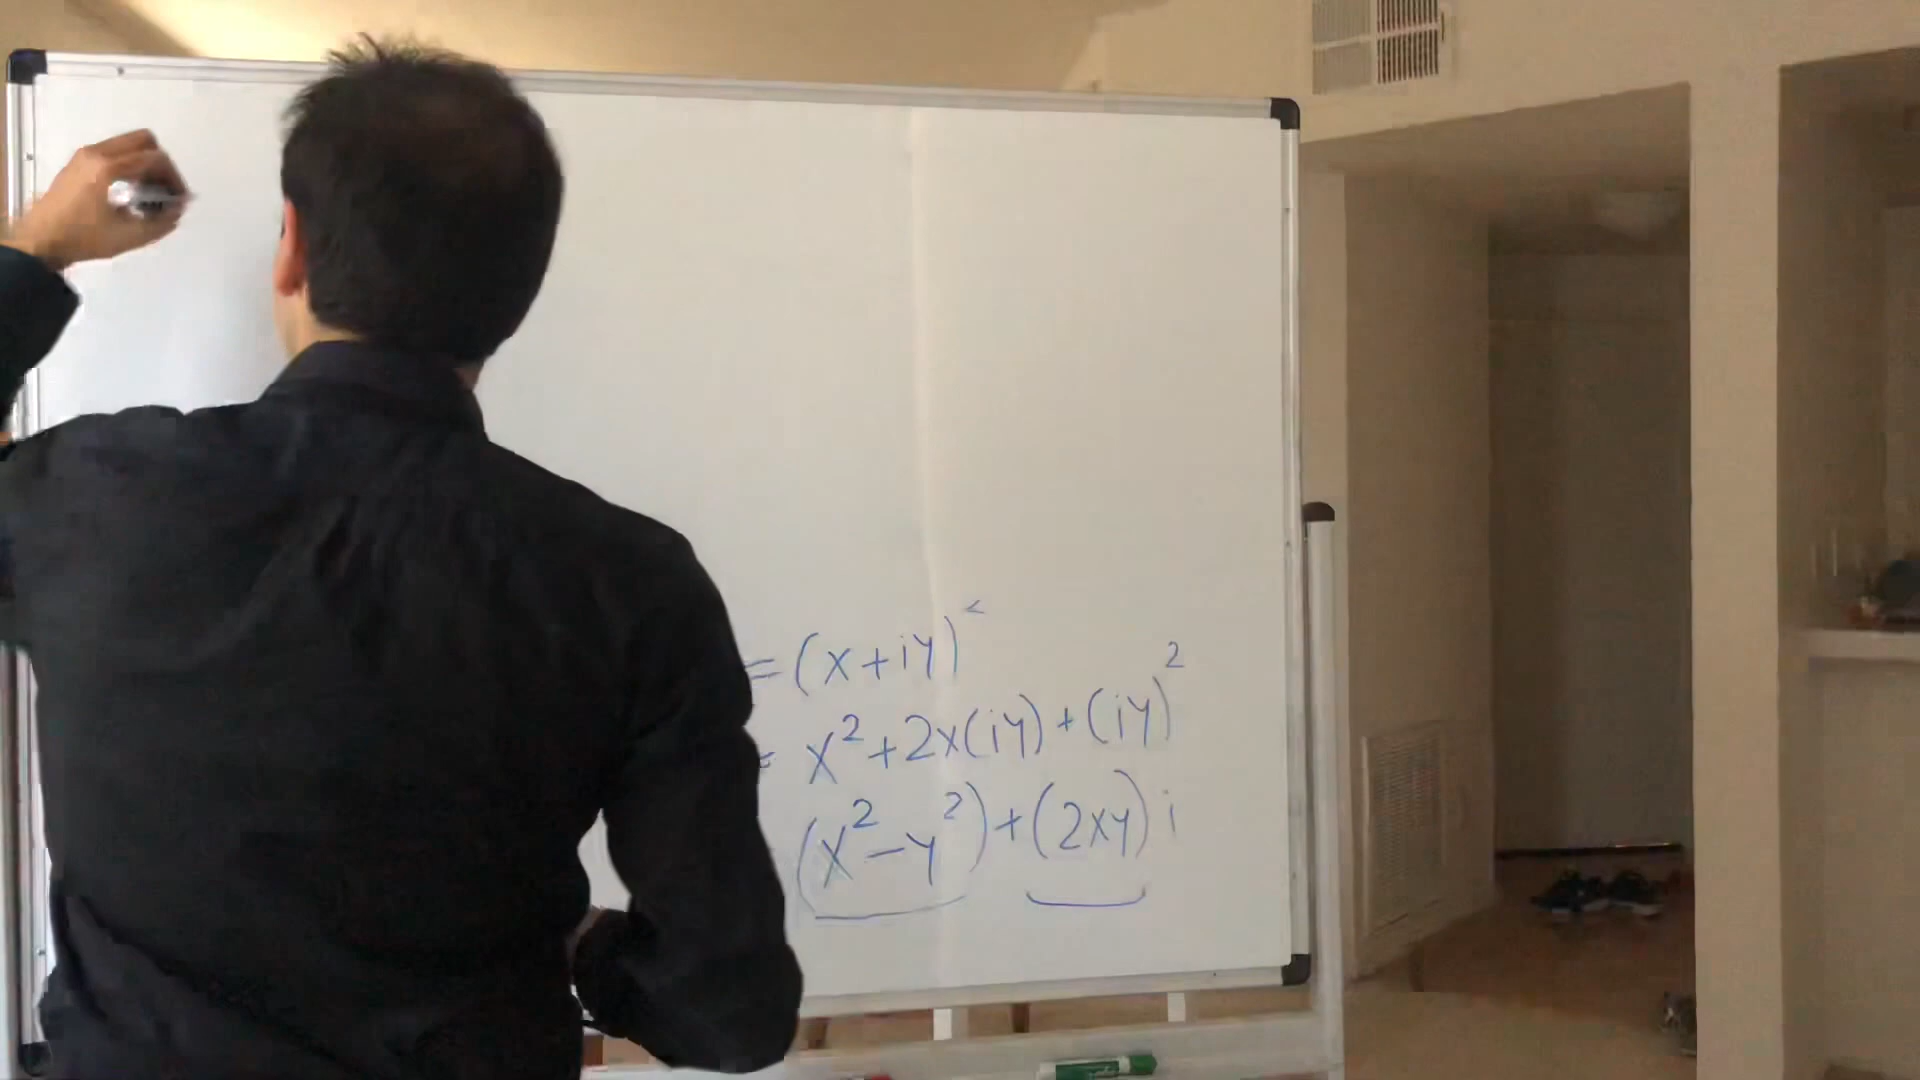 = (x+iy)²
= x²+2x(iy)+(iy)²
(x²-y²)+(2xy)i